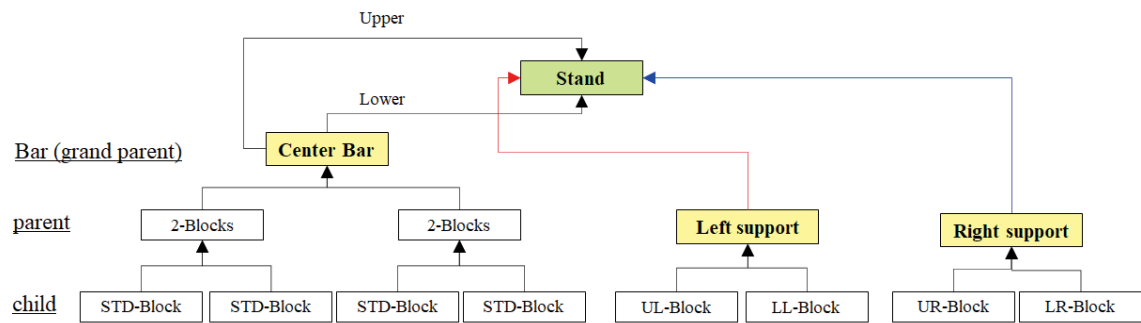 Upper
Stand
Lower
Bar (grand parent)
Center Bar
parent
2-Blocks
2-Blocks
Left support
Right support
child
STD-Block
STD-Block
STD-Block
STD-Block
UL-Block
LL-Block
UR-Block
LR-Block